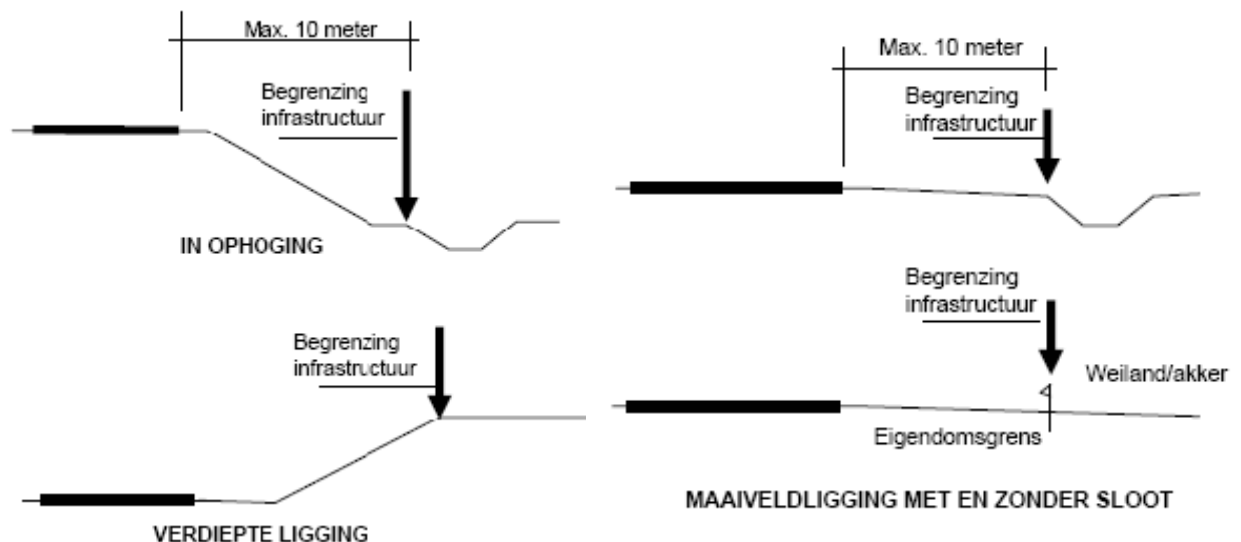 Max. 10 meter
Begrenzing
infrastructuur
IN OPHOGING
Begrenzing
infrastructuur
VERDIEPTE LIGGING
Max. 10 meter
Begrenzing
infrastructuur
Begrenzing
infrastructuur
Weiland/akker
Eigendomsgrens
MAAIVELDLIGGING MET EN ZONDER SLOOT